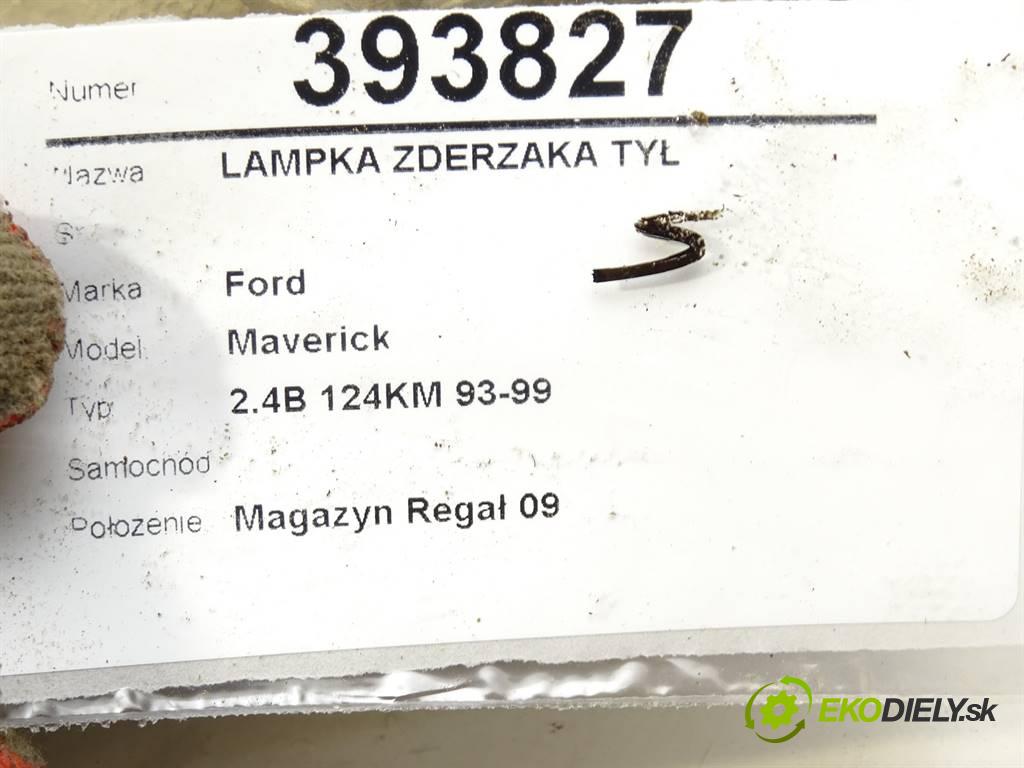 Numer 393827
Nazwa LAMPKA ZDERZAKA TYŁ
S
Marka Ford
Model Maverick
Typ 2.4B 124KM 93-99
Samochód
Położenie Magazyn Regał 09
EKODIELY.sk